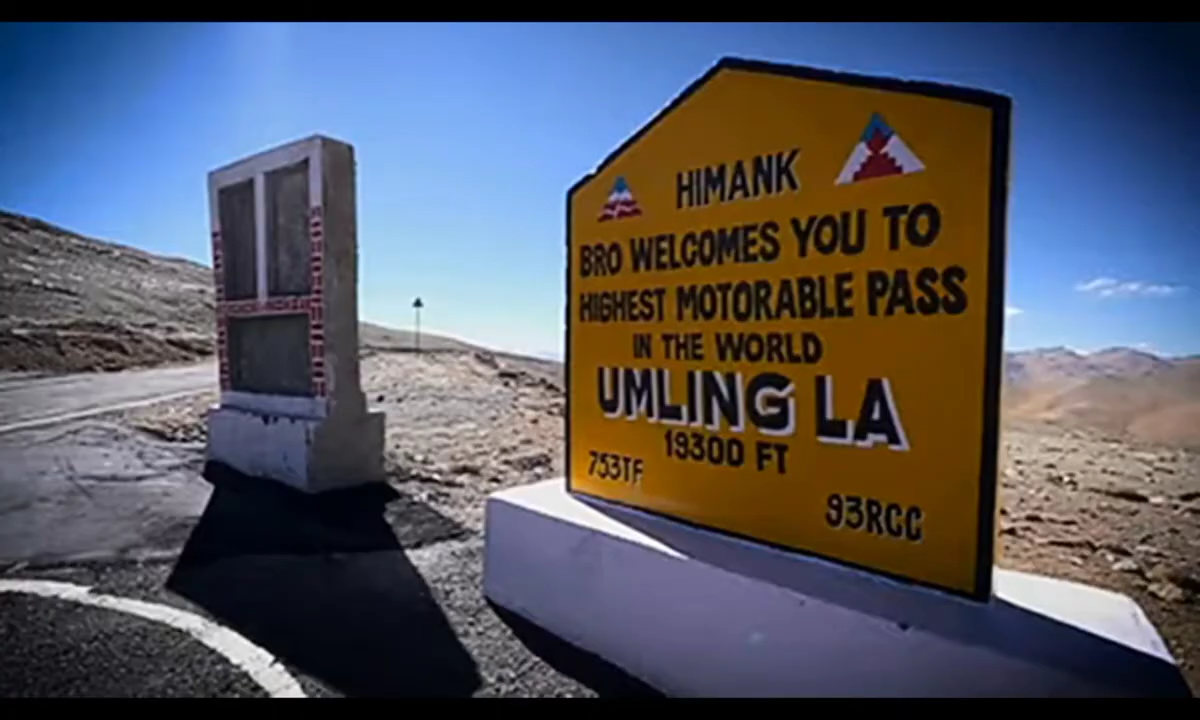 HIMANK
BRO WELCOMES YOU TO
HIGHEST MOTORABLE PASS
IN THE WORLD
UMLING LA
19300 FT
753TF
93RCC